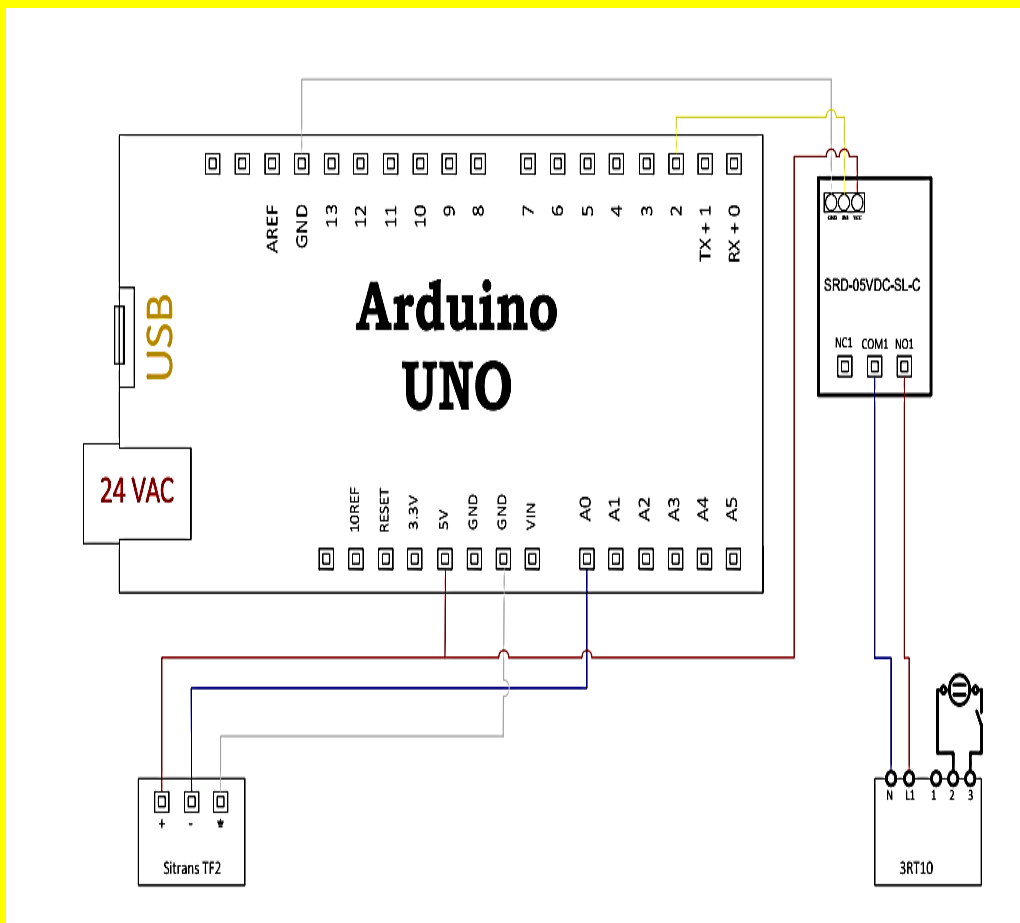 AREF
GND
13
12
11
10
9
8
7
6
5
4
3
2
TX + 1
RX + 0
GND
VCC
SRD-05VDC-SL-C
NC1
COM1
NO1
Arduino
UNO
USB
24 VAC
10REF
RESET
3.3V
5V
GND
GND
VIN
A0
A1
A2
A3
A4
A5
+
-
Sitrans TF2
N
L1
1
2
3
3RT10